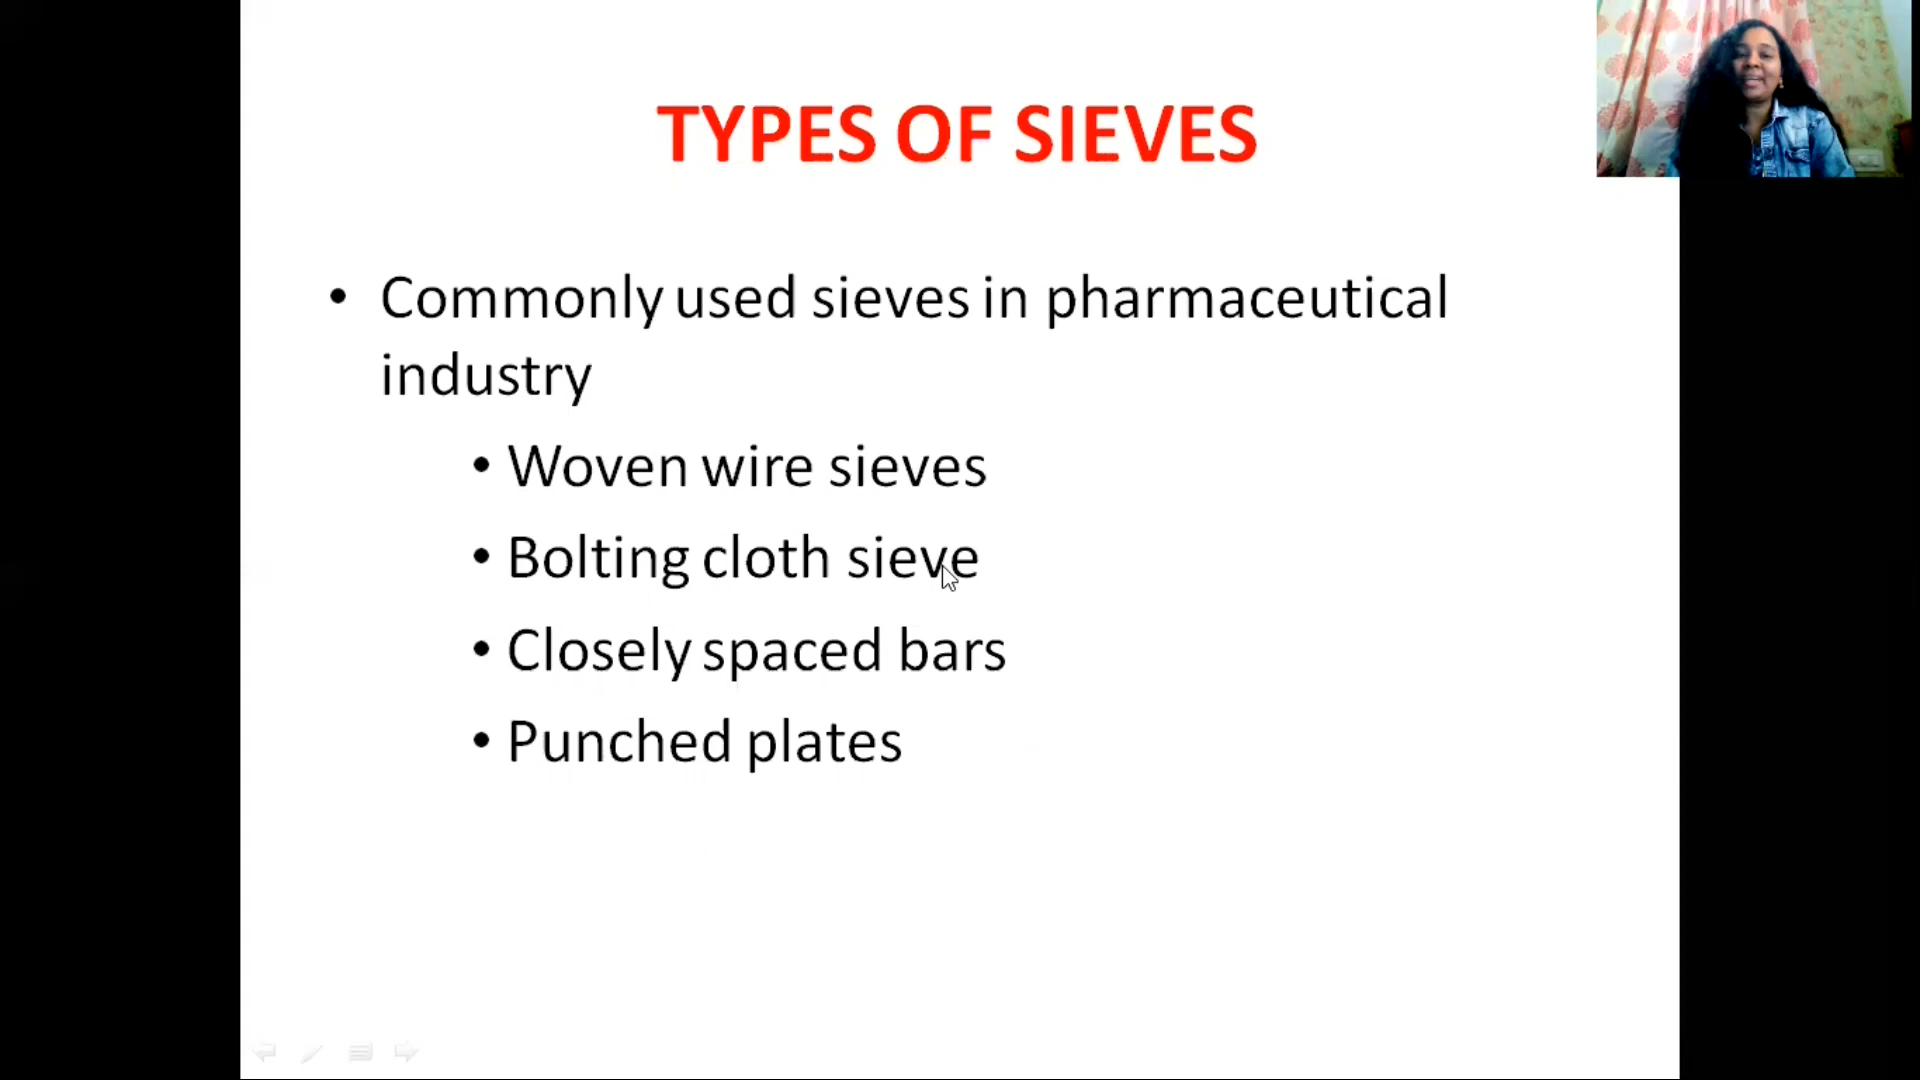 TYPES OF SIEVES
• Commonly used sieves in pharmaceutical
industry
• Woven wire sieves
• Bolting cloth sieve
• Closely spaced bars
• Punched plates